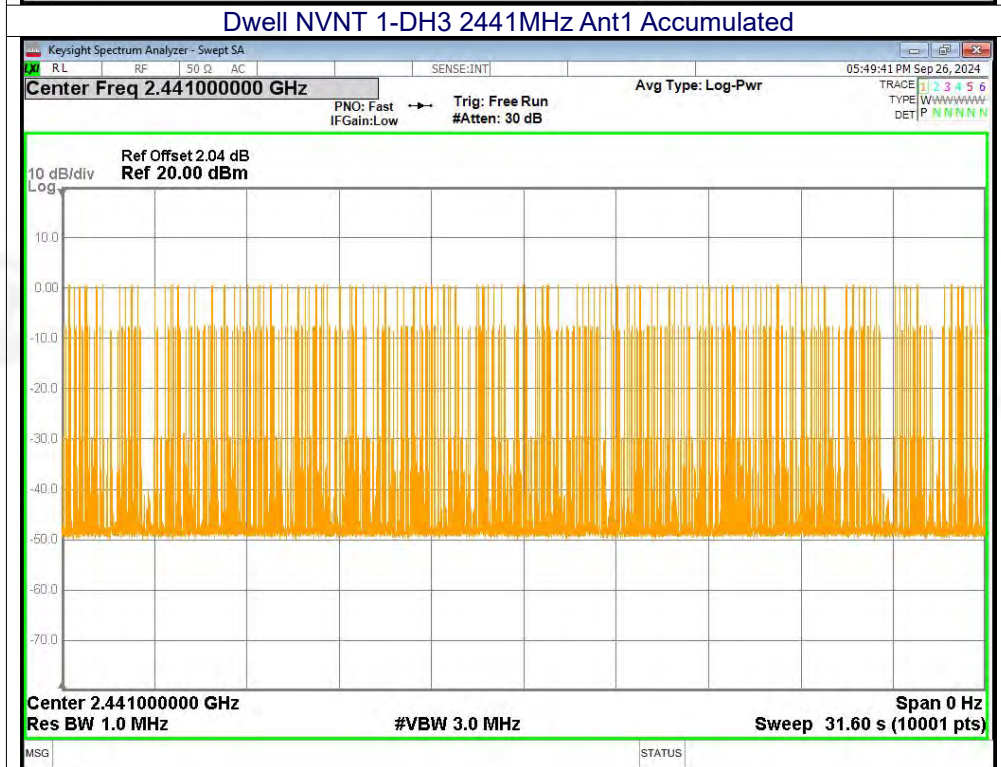 Dwell NVNT 1-DH3 2441MHz Ant1 Accumulated
Keysight Spectrum Analyzer - Swept SA
LXI RL RF 50 Ω AC SENSE:INT 05:49:41 PM Sep 26, 2024
Center Freq 2.441000000 GHz
PNO: Fast
IFGain:Low
Trig: Free Run
#Atten: 30 dB
Avg Type: Log-Pwr
TRACE 1 2 3 4 5 6
TYPE WWWWWWW
DET P N N N N N
Ref Offset 2.04 dB
10 dB/div Ref 20.00 dBm
Log
10.0
0.00
-10.0
-20.0
-30.0
-40.0
-50.0
-60.0
-70.0
Center 2.441000000 GHz Span 0 Hz
Res BW 1.0 MHz #VBW 3.0 MHz Sweep 31.60 s (10001 pts)
MSG STATUS